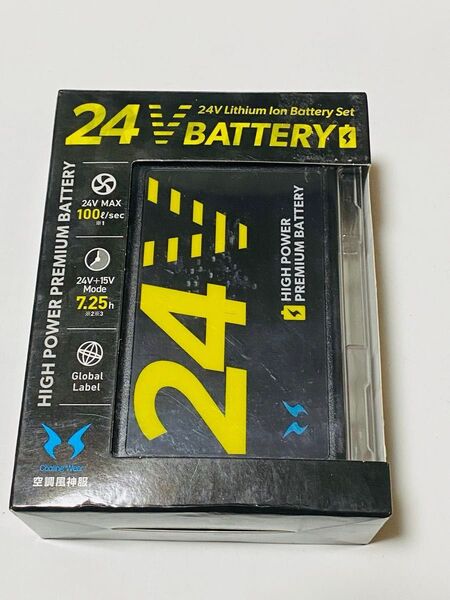 24V Lithium Ion Battery Set
24V BATTERY
HIGH POWER PREMIUM BATTERY
24V MAX
100ℓ/sec
※1
24V→15V
Mode
7.25h
※2※3
Global
Label
Cooling Wear
空調風神服
24V
HIGH POWER
PREMIUM BATTERY